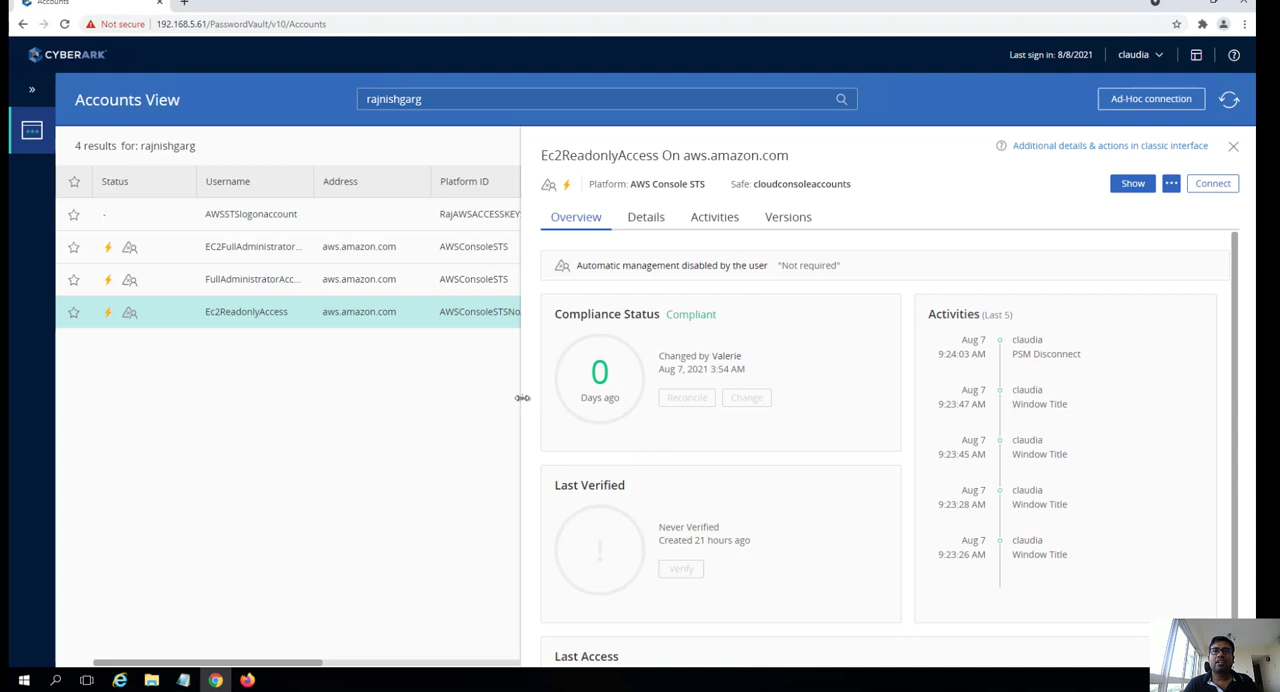 Accounts
Not secure 192.168.5.61/PasswordVault/v10/Accounts
CYBERARK
Last sign in: 8/8/2021 claudia
Accounts View
rajnishgarg
Ad-Hoc connection
4 results for: rajnishgarg
Status Username Address Platform ID
- AWSSTSlogonaccount RajAWSACCESSKEYS
EC2FullAdministrator... aws.amazon.com AWSConsoleSTS
FullAdministratorAcc... aws.amazon.com AWSConsoleSTS
Ec2ReadonlyAccess aws.amazon.com AWSConsoleSTSNo
Additional details & actions in classic interface
Ec2ReadonlyAccess On aws.amazon.com
Platform: AWS Console STS Safe: cloudconsoleaccounts
Show ... Connect
Overview Details Activities Versions
Automatic management disabled by the user "Not required"
Compliance Status Compliant
0
Days ago
Changed by Valerie
Aug 7, 2021 3:54 AM
Reconcile Change
Last Verified
!
Never Verified
Created 21 hours ago
Verify
Last Access
Activities (Last 5)
Aug 7 claudia
9:24:03 AM PSM Disconnect
Aug 7 claudia
9:23:47 AM Window Title
Aug 7 claudia
9:23:45 AM Window Title
Aug 7 claudia
9:23:28 AM Window Title
Aug 7 claudia
9:23:26 AM Window Title